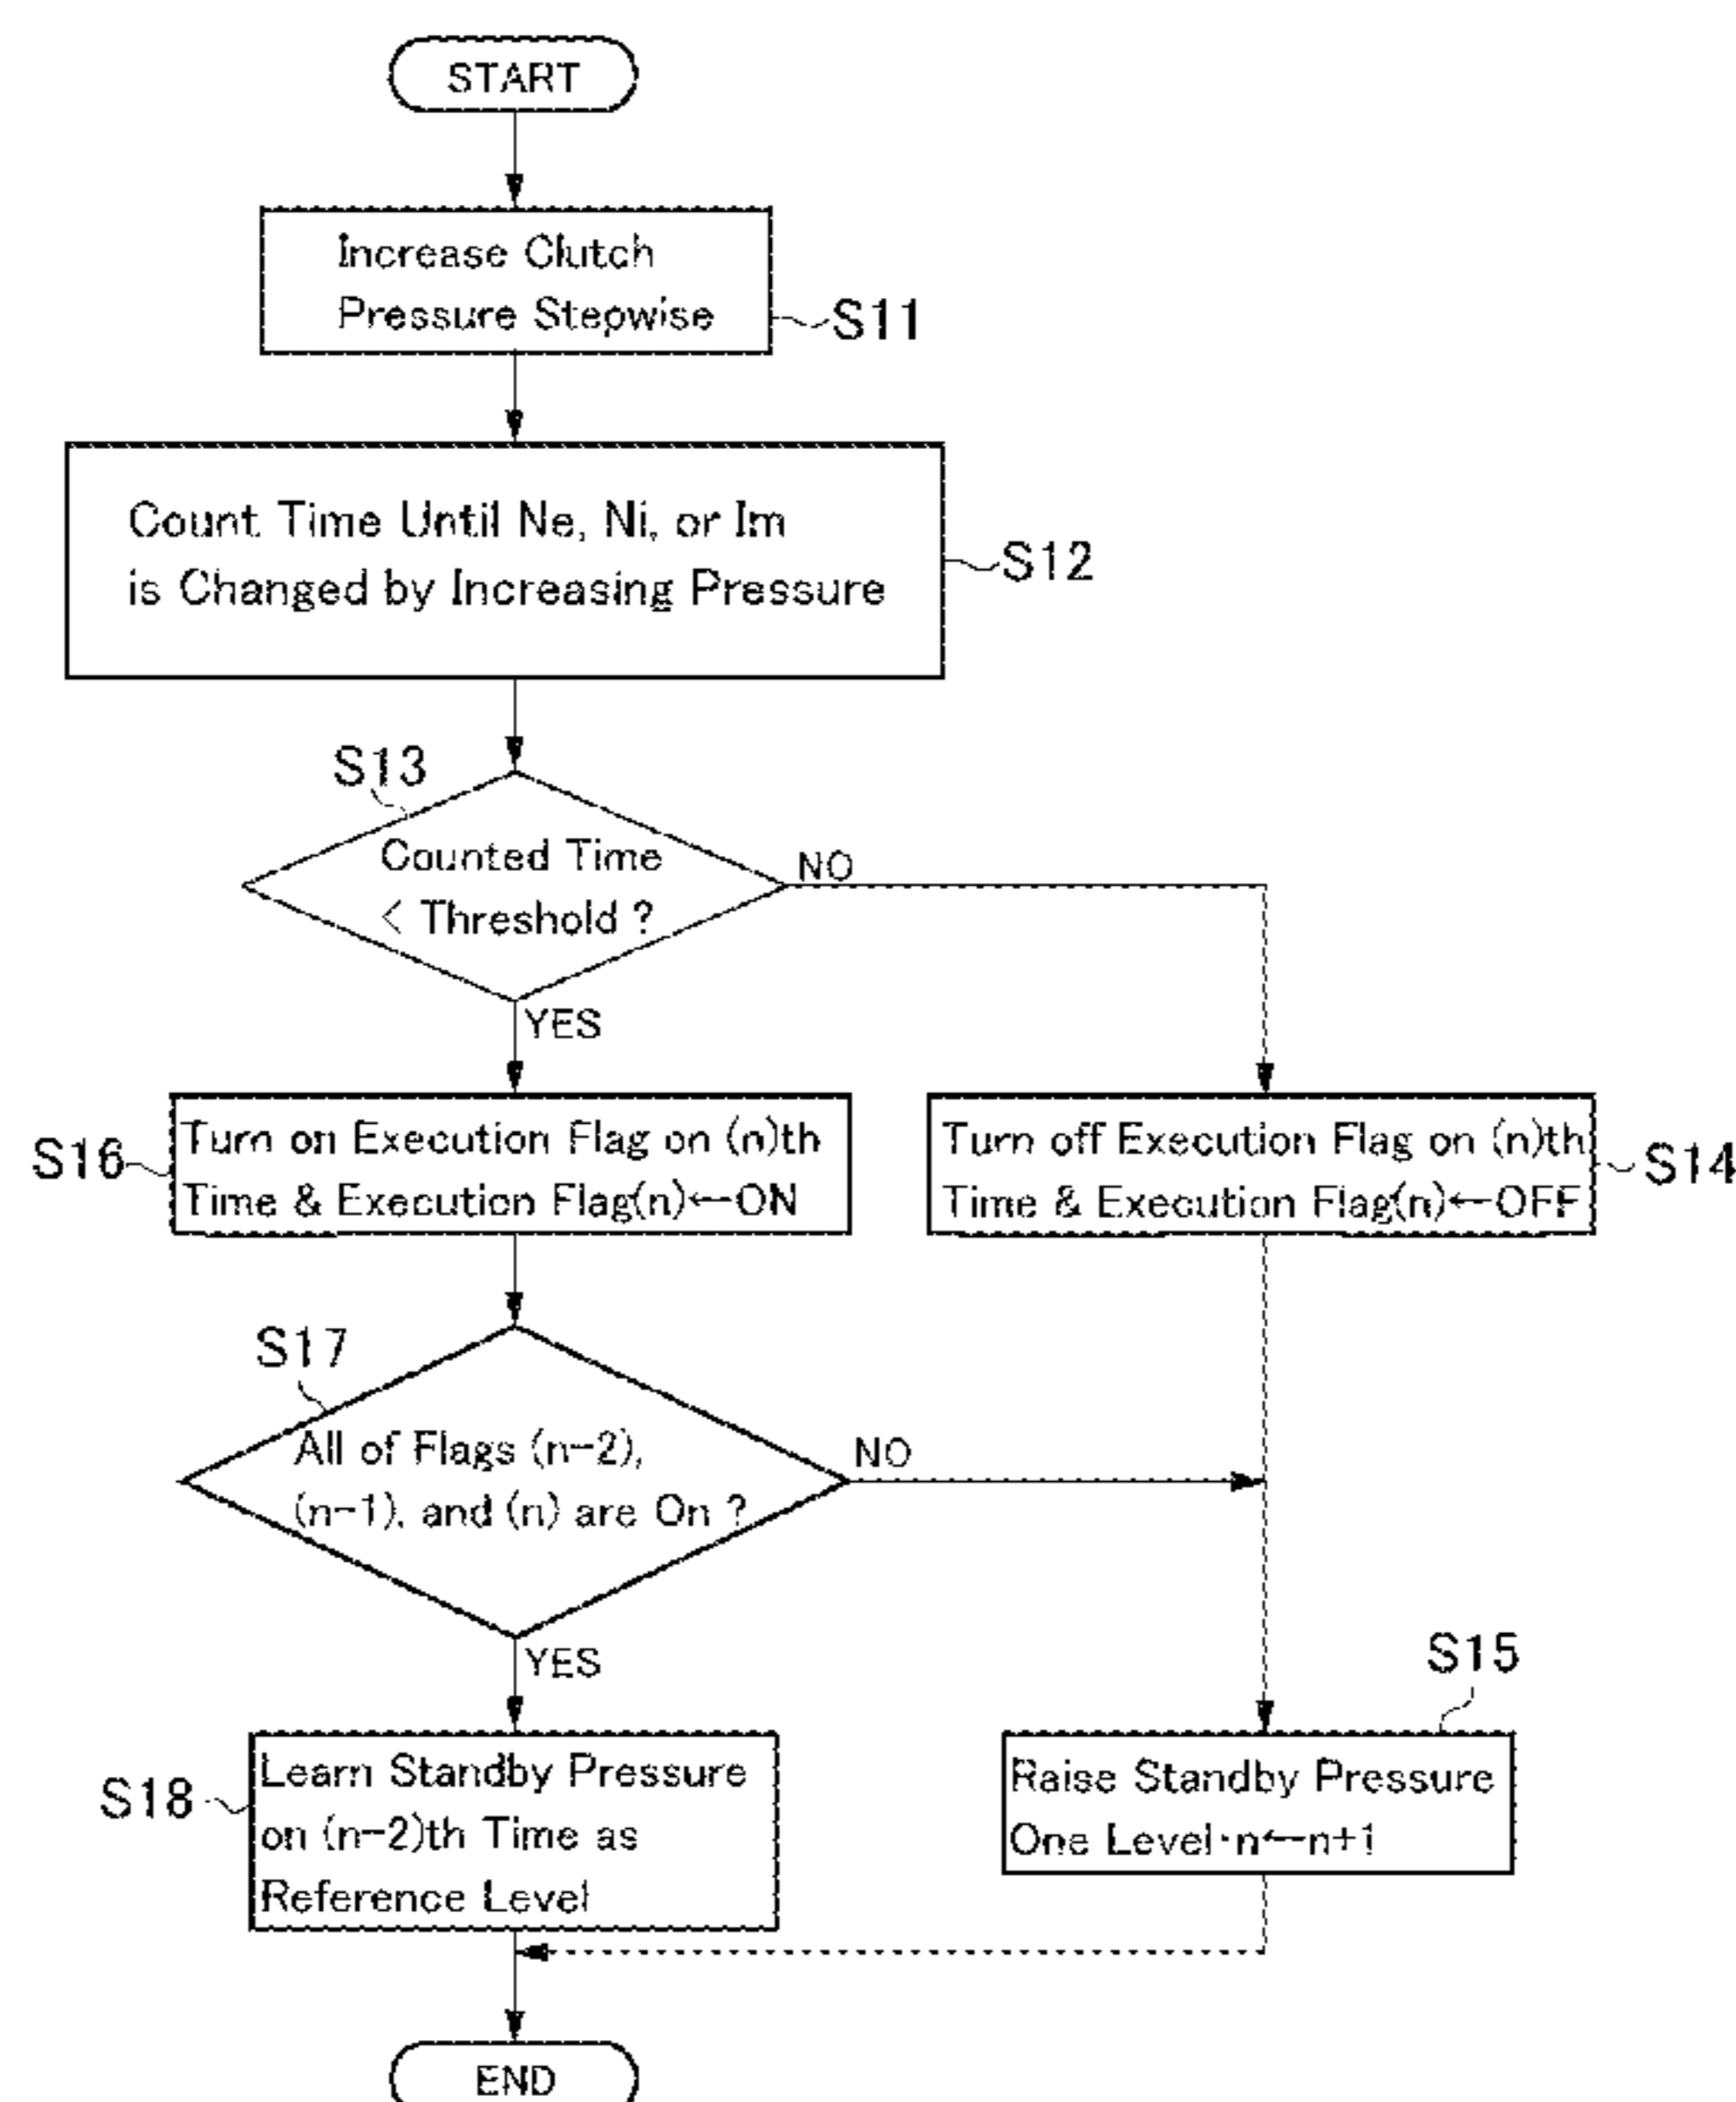 START
Increase Clutch
Pressure Stepwise
S11
Count Time Until Ne, Ni, or Im
is Changed by Increasing Pressure
S12
S13
Counted Time
< Threshold ?
NO
YES
S16
Turn on Execution Flag on (n)th
Time & Execution Flag(n)←ON
Turn off Execution Flag on (n)th
Time & Execution Flag(n)←OFF
S14
S17
All of Flags (n-2),
(n-1), and (n) are On ?
NO
YES
S15
S18
Learn Standby Pressure
on (n-2)th Time as
Reference Level
Raise Standby Pressure
One Level·n←n+1
END